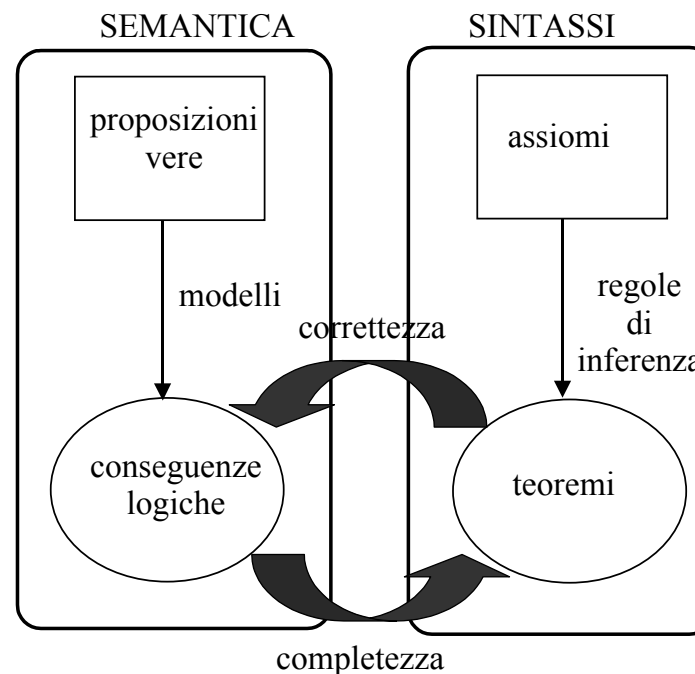 SEMANTICA
SINTASSI
proposizioni
vere
assiomi
modelli
regole
di
inferenza
correttezza
conseguenze
logiche
teoremi
completezza